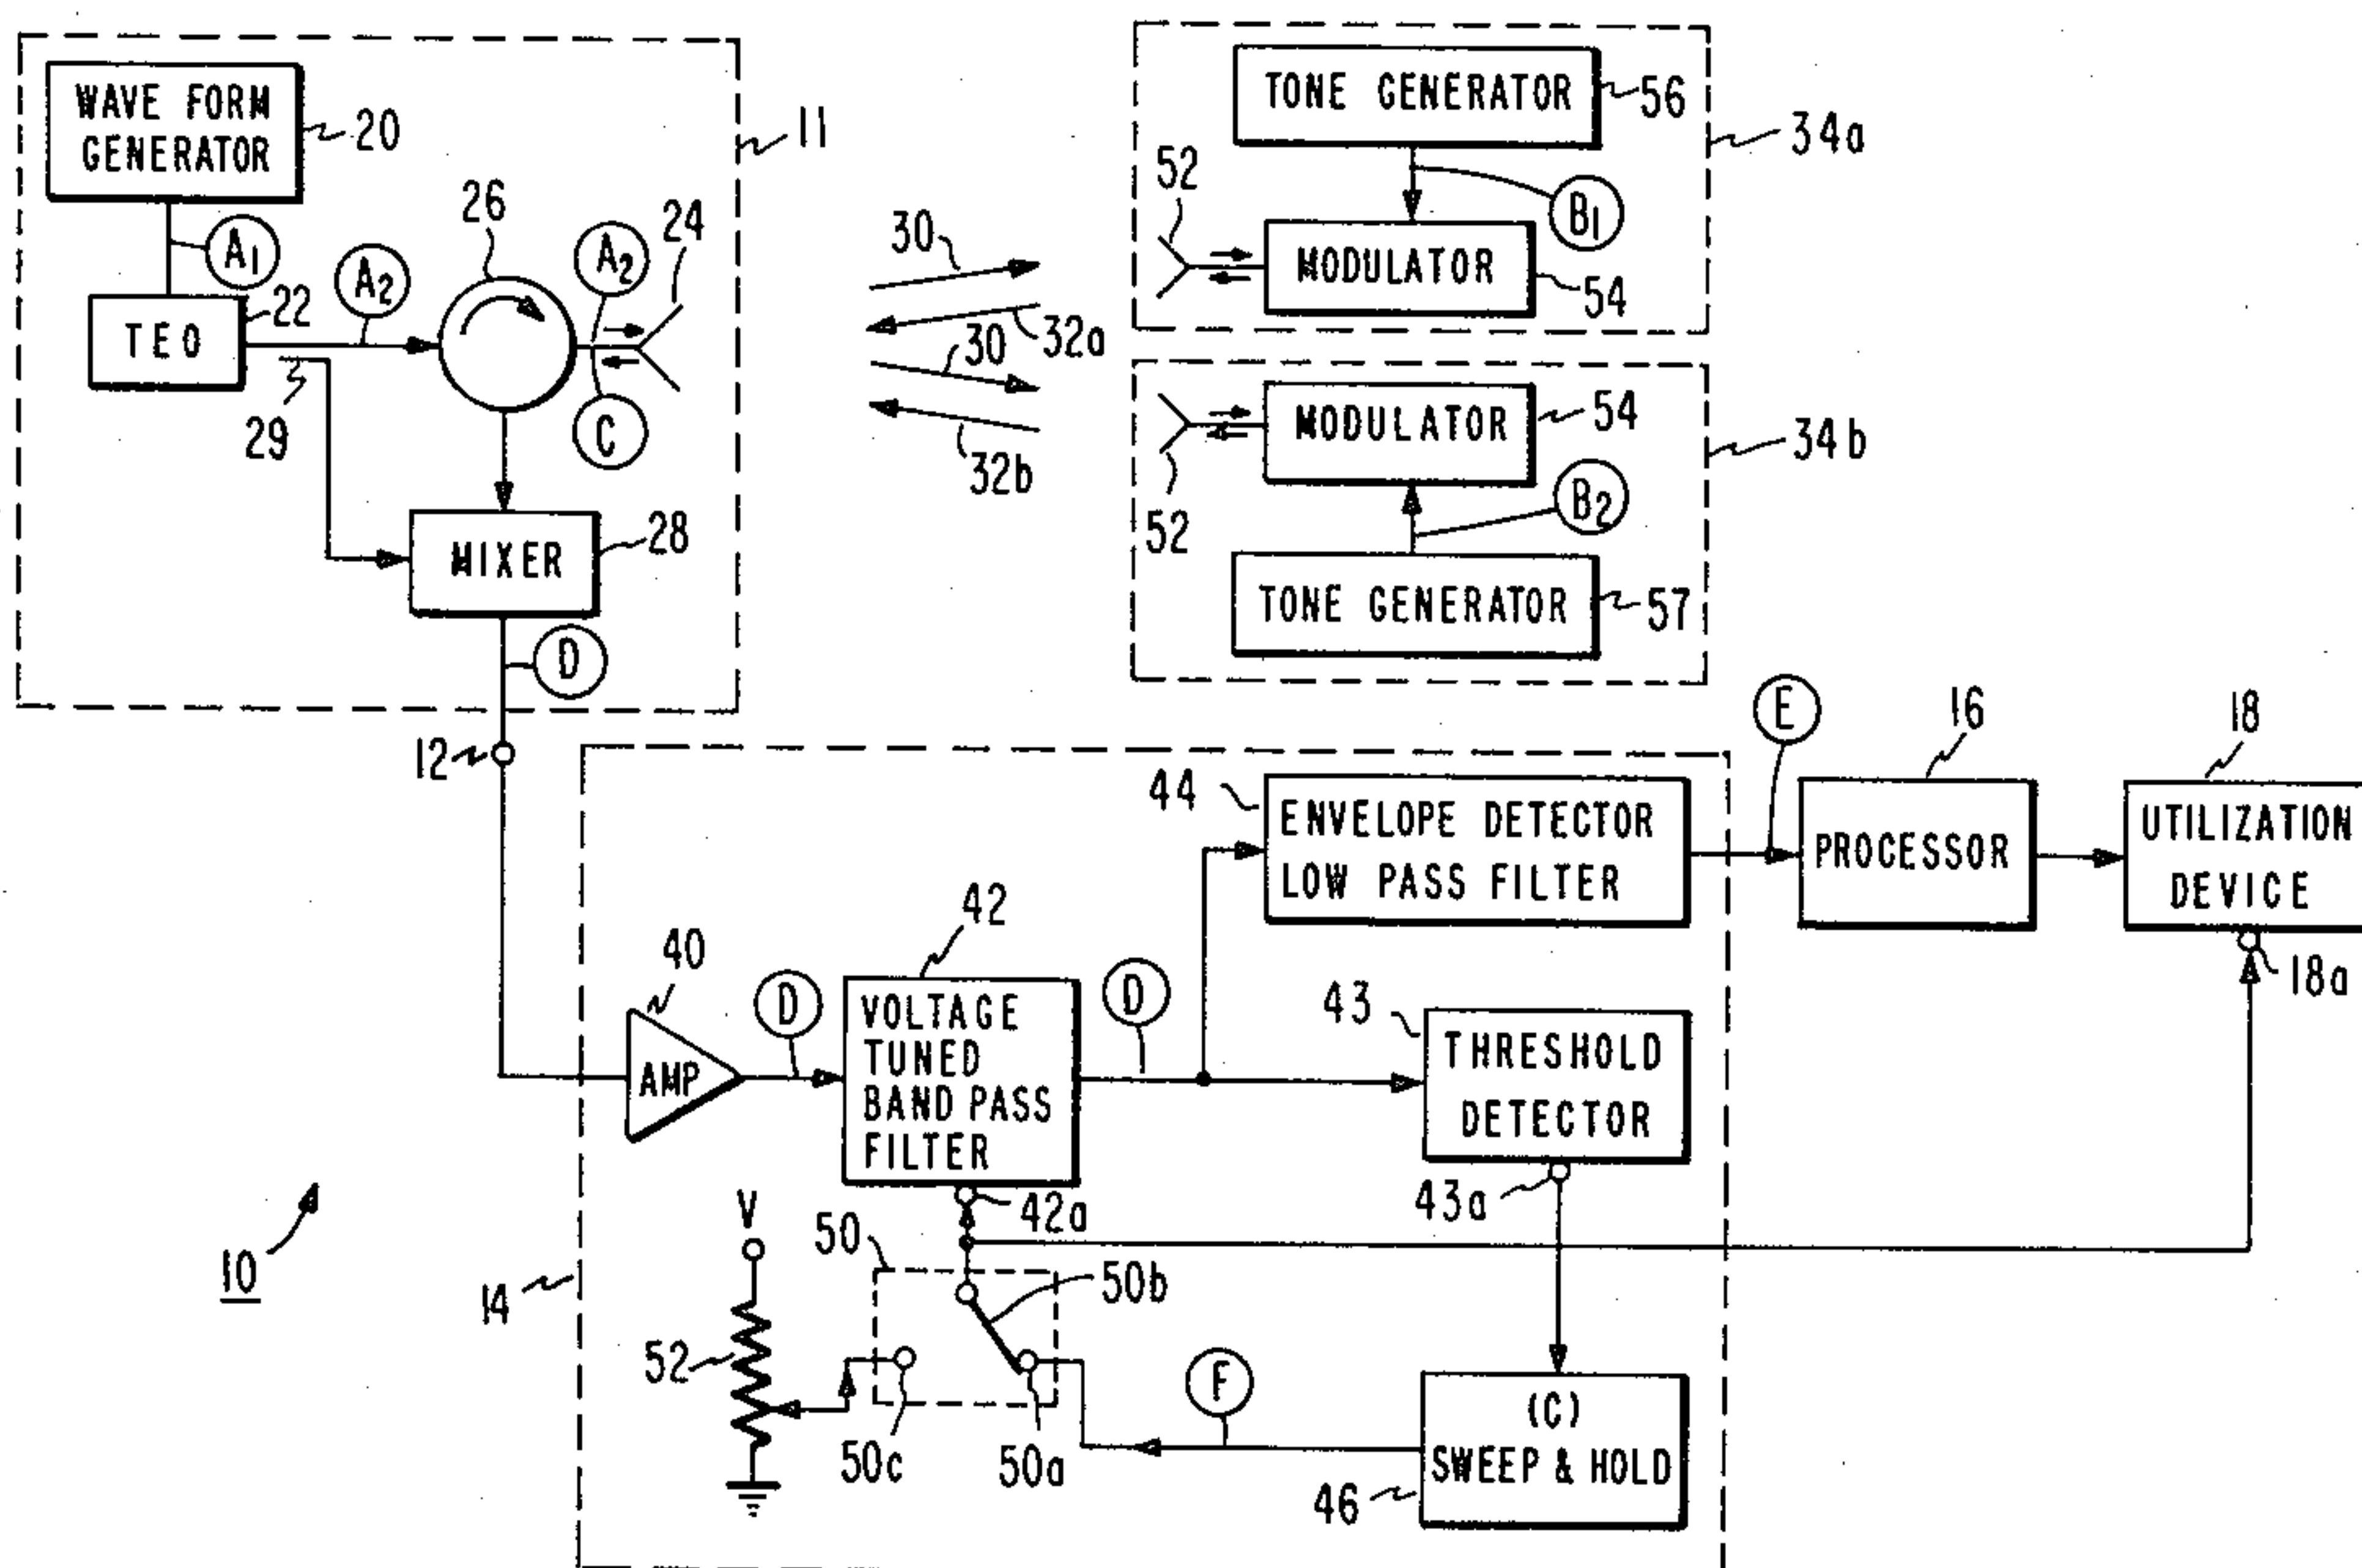 WAVE FORM
GENERATOR
20
11
A1
TEO
22
A2
26
A2
24
C
29
MIXER
28
D
12
30
32a
30
32b
TONE GENERATOR
56
34a
52
B1
MODULATOR
54
MODULATOR
54
34b
52
B2
TONE GENERATOR
57
E
16
18
44
ENVELOPE DETECTOR
LOW PASS FILTER
PROCESSOR
UTILIZATION
DEVICE
18a
40
AMP
D
42
VOLTAGE
TUNED
BAND PASS
FILTER
42a
D
43
THRESHOLD
DETECTOR
43a
10
14
V
52
50
50b
50c
50a
F
(C)
SWEEP & HOLD
46